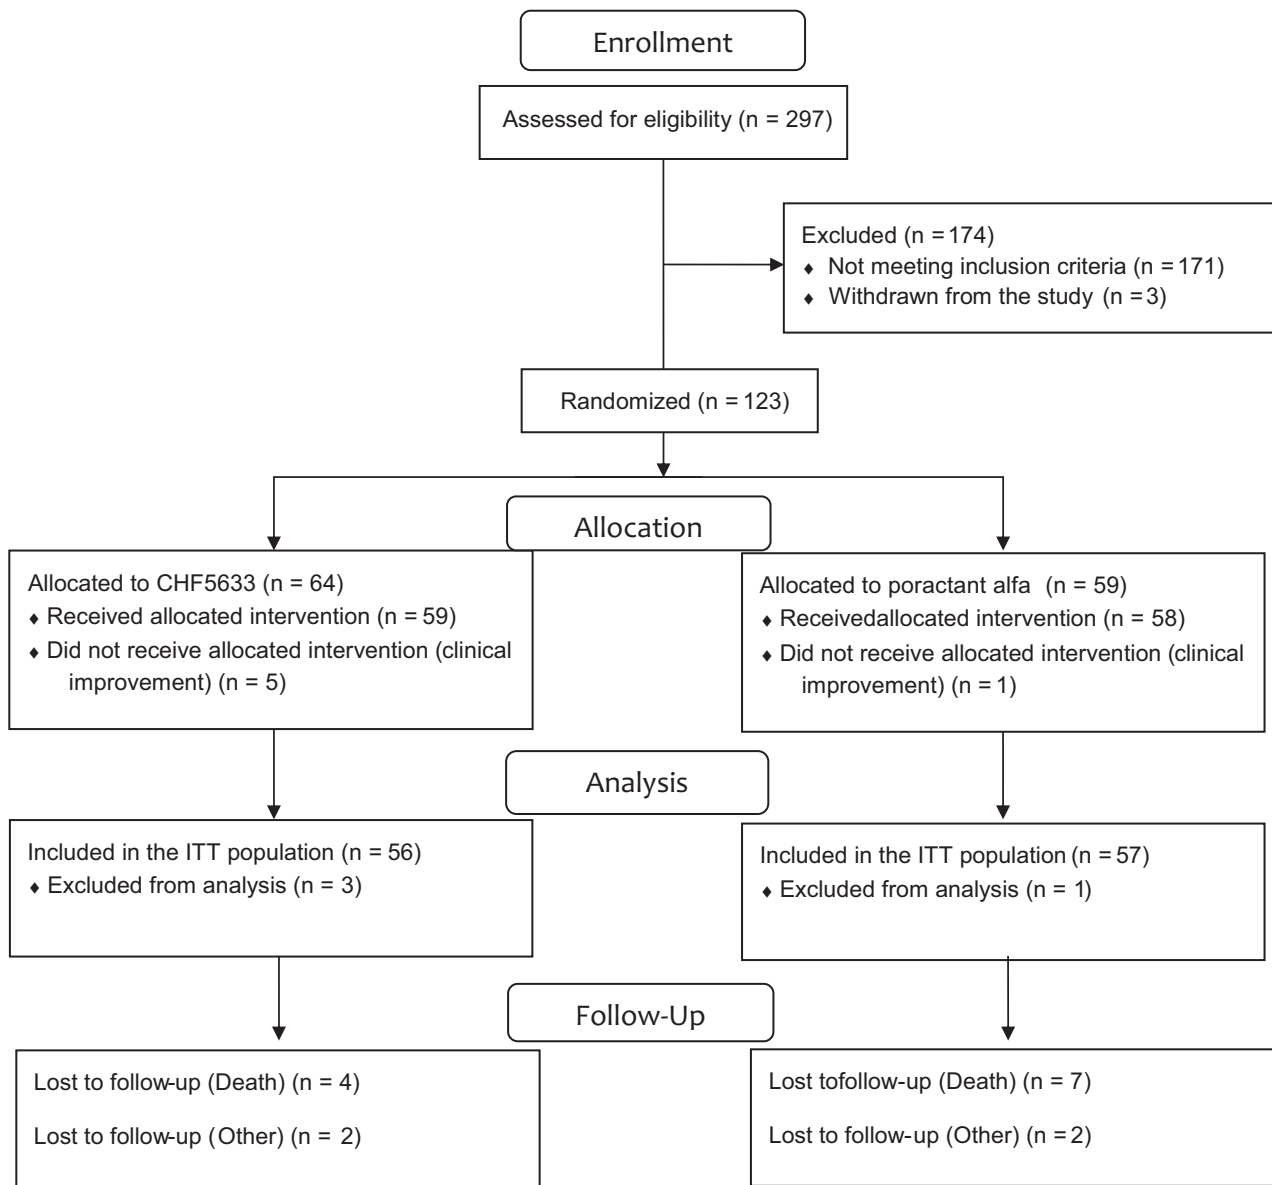 Enrollment
Assessed for eligibility (n = 297)
Excluded (n = 174)
♦ Not meeting inclusion criteria (n = 171)
♦ Withdrawn from the study (n = 3)
Randomized (n = 123)
Allocation
Allocated to CHF5633 (n = 64)
♦ Received allocated intervention (n = 59)
♦ Did not receive allocated intervention (clinical
improvement) (n = 5)
Allocated to poractant alfa (n = 59)
♦ Receivedallocated intervention (n = 58)
♦ Did not receive allocated intervention (clinical
improvement) (n = 1)
Analysis
Included in the ITT population (n = 56)
♦ Excluded from analysis (n = 3)
Included in the ITT population (n = 57)
♦ Excluded from analysis (n = 1)
Follow-Up
Lost to follow-up (Death) (n = 4)
Lost to follow-up (Other) (n = 2)
Lost tofollow-up (Death) (n = 7)
Lost to follow-up (Other) (n = 2)